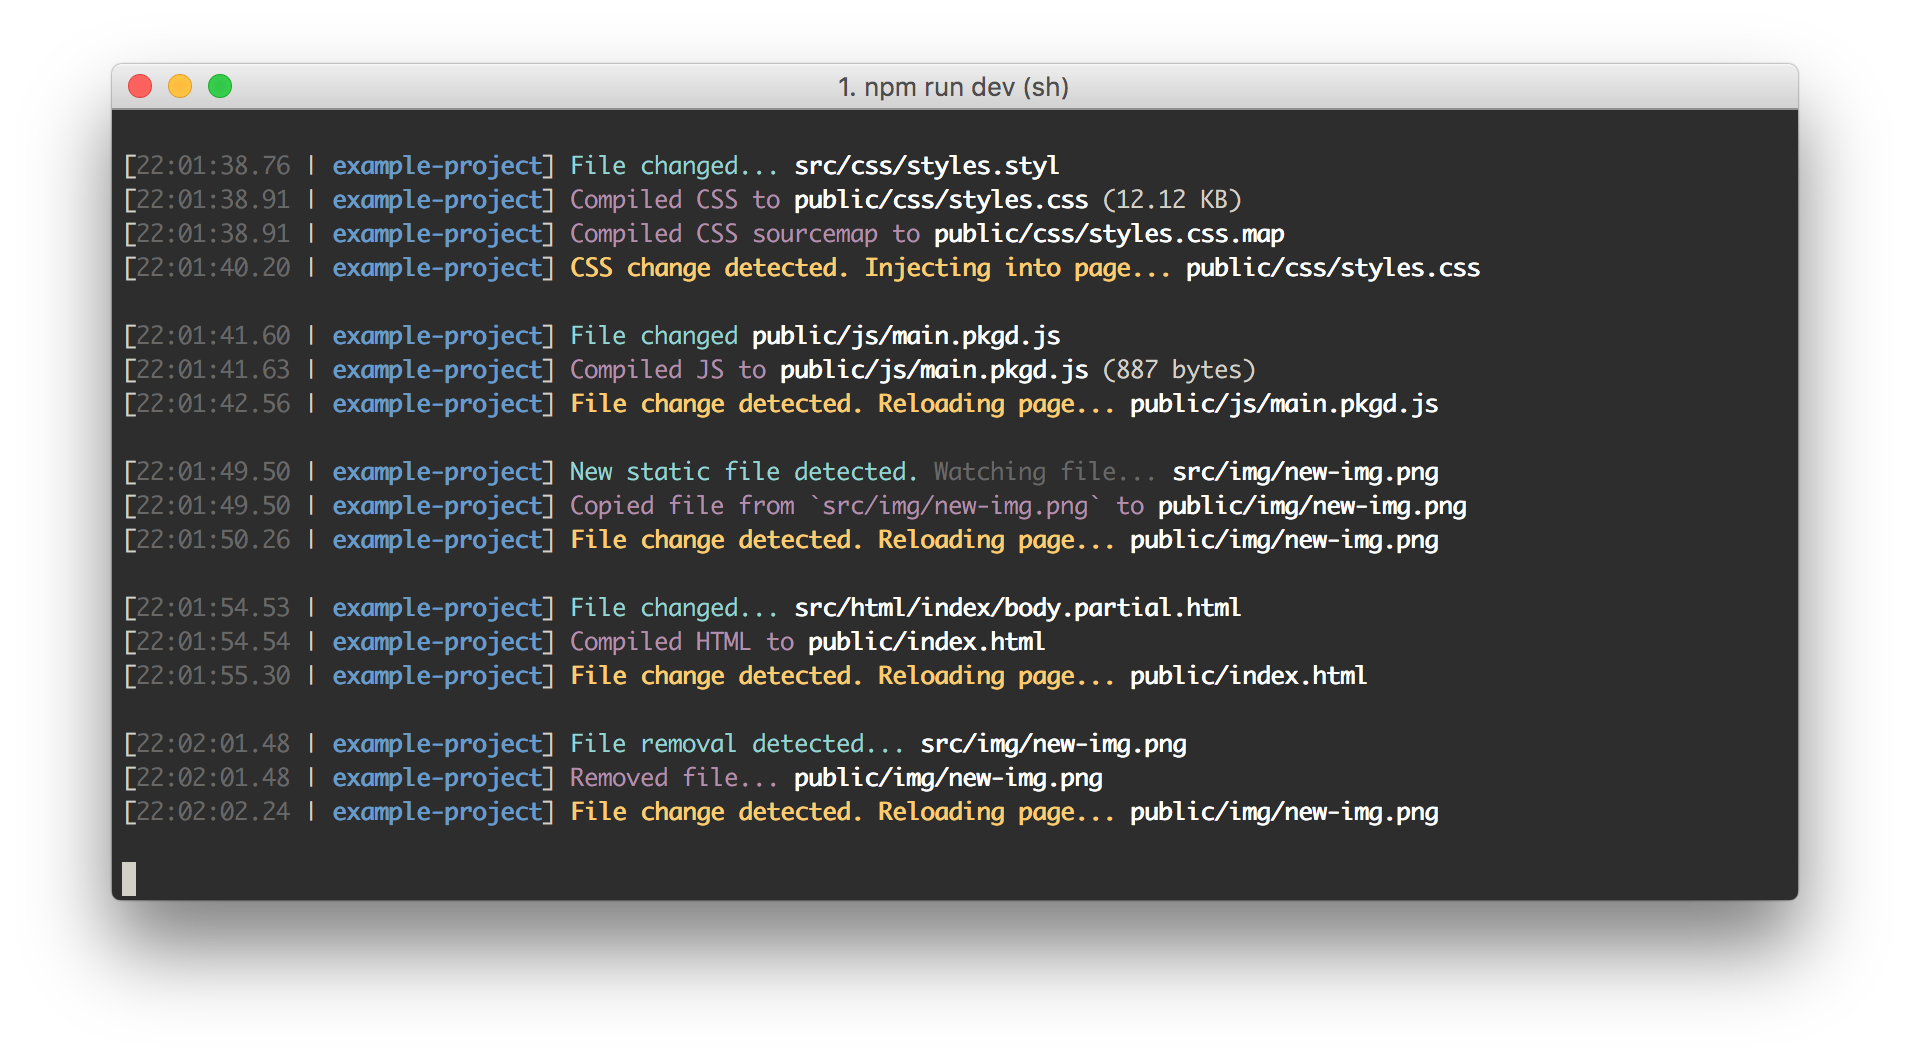 1. npm run dev (sh)
[22:01:38.76 | example-project] File changed... src/css/styles.styl
[22:01:38.91 | example-project] Compiled CSS to public/css/styles.css (12.12 KB)
[22:01:38.91 | example-project] Compiled CSS sourcemap to public/css/styles.css.map
[22:01:40.20 | example-project] CSS change detected. Injecting into page... public/css/styles.css
[22:01:41.60 | example-project] File changed public/js/main.pkgd.js
[22:01:41.63 | example-project] Compiled JS to public/js/main.pkgd.js (887 bytes)
[22:01:42.56 | example-project] File change detected. Reloading page... public/js/main.pkgd.js
[22:01:49.50 | example-project] New static file detected. Watching file... src/img/new-img.png
[22:01:49.50 | example-project] Copied file from `src/img/new-img.png` to public/img/new-img.png
[22:01:50.26 | example-project] File change detected. Reloading page... public/img/new-img.png
[22:01:54.53 | example-project] File changed... src/html/index/body.partial.html
[22:01:54.54 | example-project] Compiled HTML to public/index.html
[22:01:55.30 | example-project] File change detected. Reloading page... public/index.html
[22:02:01.48 | example-project] File removal detected... src/img/new-img.png
[22:02:01.48 | example-project] Removed file... public/img/new-img.png
[22:02:02.24 | example-project] File change detected. Reloading page... public/img/new-img.png